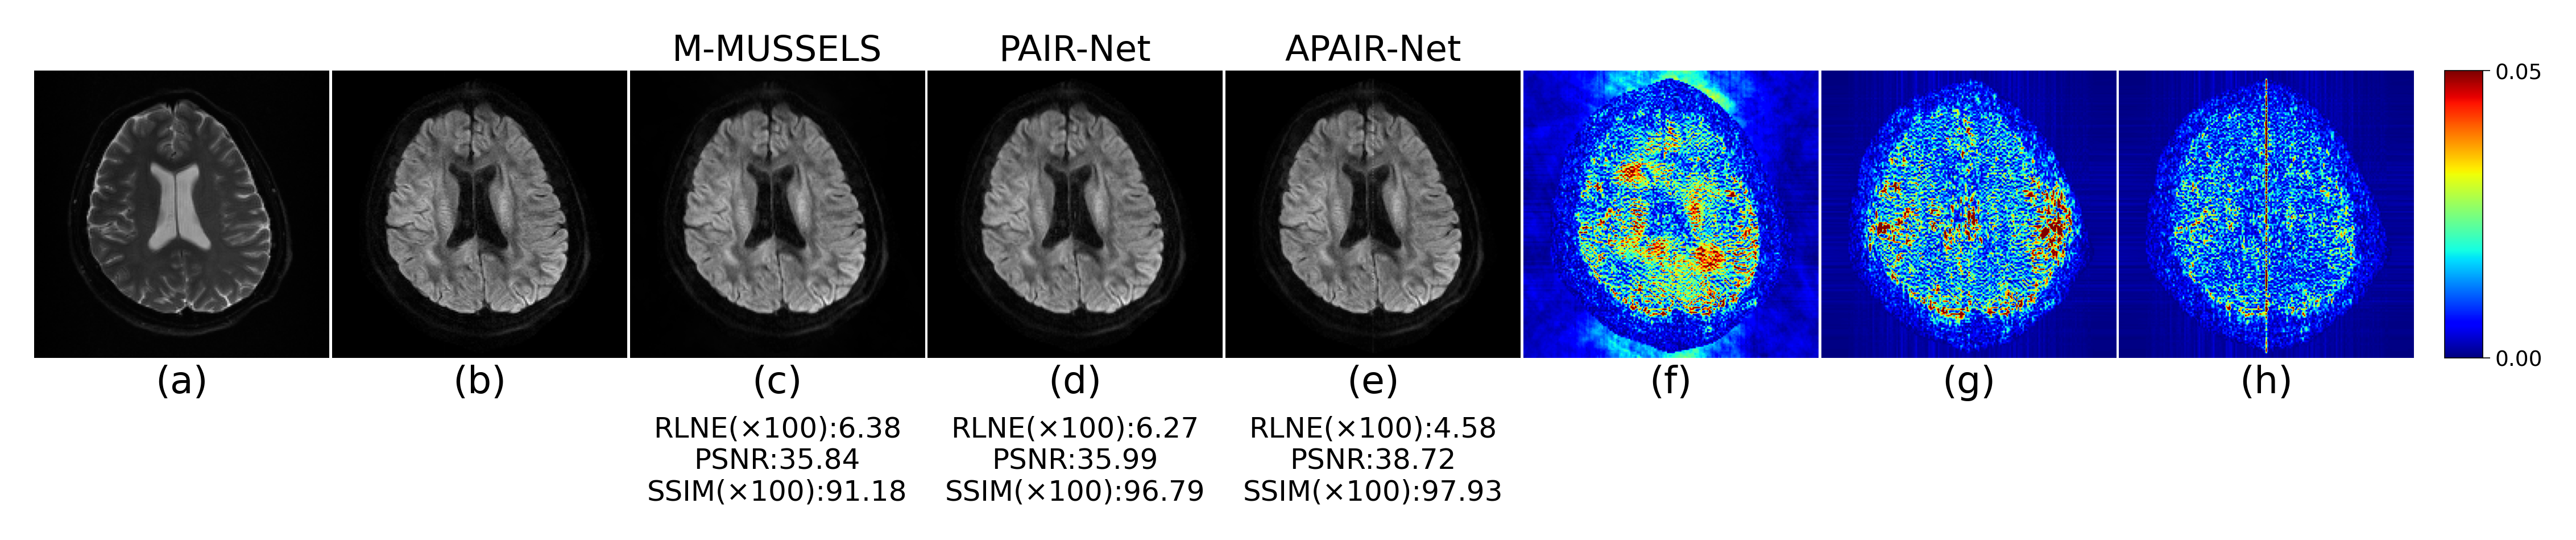 M-MUSSELS PAIR-Net APAIR-Net
0.05
0.00
(a) (b) (c) (d) (e) (f) (g) (h)
RLNE(×100):6.38 RLNE(×100):6.27 RLNE(×100):4.58
PSNR:35.84 PSNR:35.99 PSNR:38.72
SSIM(×100):91.18 SSIM(×100):96.79 SSIM(×100):97.93